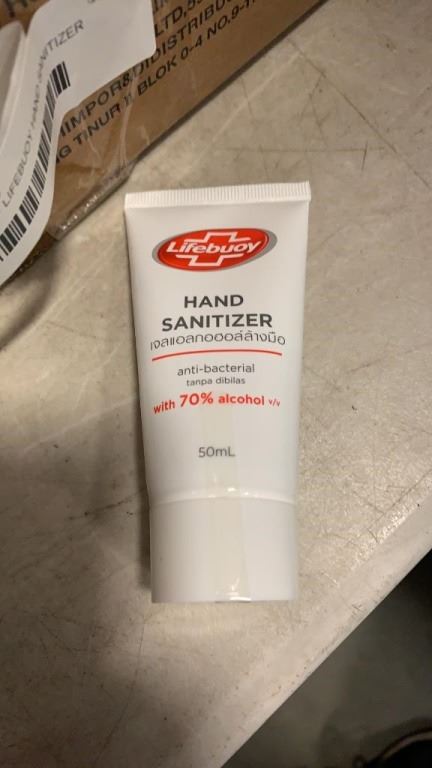 LIFEBUOY HAND SANITIZER
Lifebuoy
HAND
SANITIZER
เจลแอลกอฮอล์ล้างมือ
anti-bacterial
tanpa dibilas
with 70% alcohol v/v
50mL